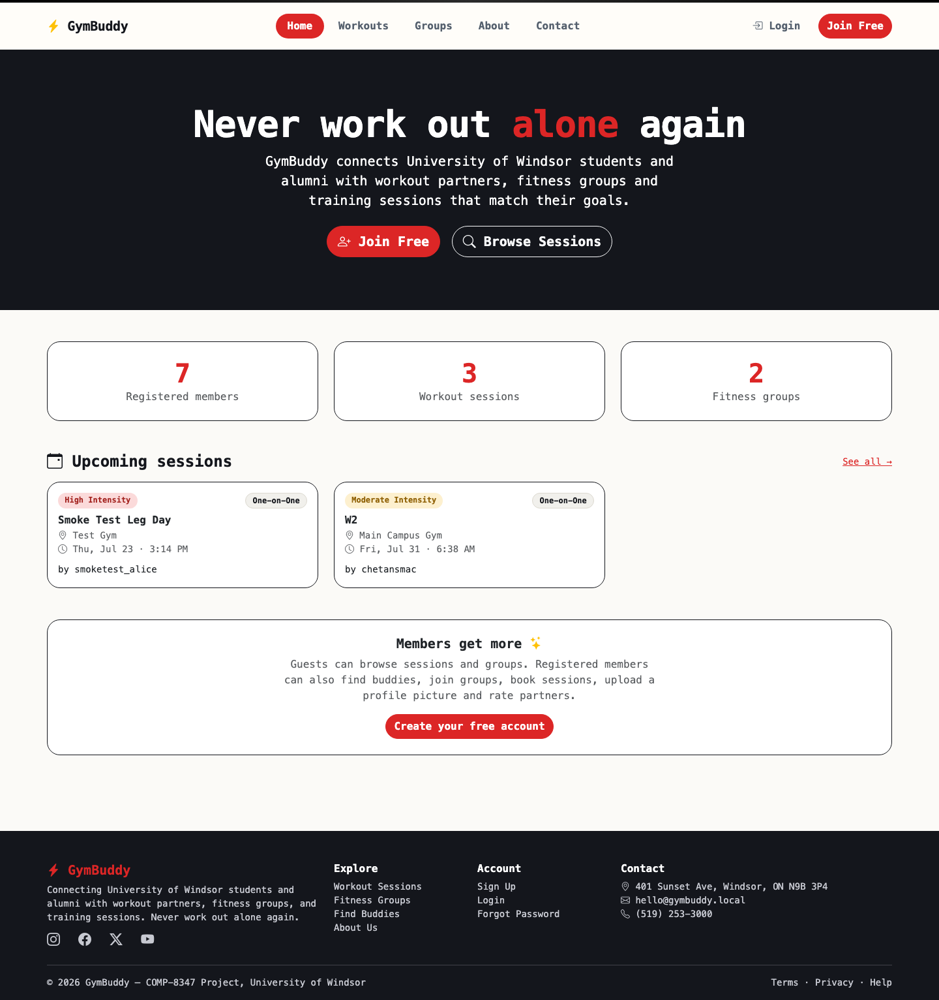 GymBuddy
Home Workouts Groups About Contact
Login Join Free
Never work out alone again
GymBuddy connects University of Windsor students and
alumni with workout partners, fitness groups and
training sessions that match their goals.
Join Free Browse Sessions
7
Registered members
3
Workout sessions
2
Fitness groups
Upcoming sessions
See all →
High Intensity One-on-One
Smoke Test Leg Day
Test Gym
Thu, Jul 23 · 3:14 PM
by smoketest_alice
Moderate Intensity One-on-One
W2
Main Campus Gym
Fri, Jul 31 · 6:38 AM
by chetansmac
Members get more ✨
Guests can browse sessions and groups. Registered members
can also find buddies, join groups, book sessions, upload a
profile picture and rate partners.
Create your free account
GymBuddy
Connecting University of Windsor students and
alumni with workout partners, fitness groups, and
training sessions. Never work out alone again.
Explore
Workout Sessions
Fitness Groups
Find Buddies
About Us
Account
Sign Up
Login
Forgot Password
Contact
401 Sunset Ave, Windsor, ON N9B 3P4
hello@gymbuddy.local
(519) 253-3000
© 2026 GymBuddy — COMP-8347 Project, University of Windsor
Terms · Privacy · Help